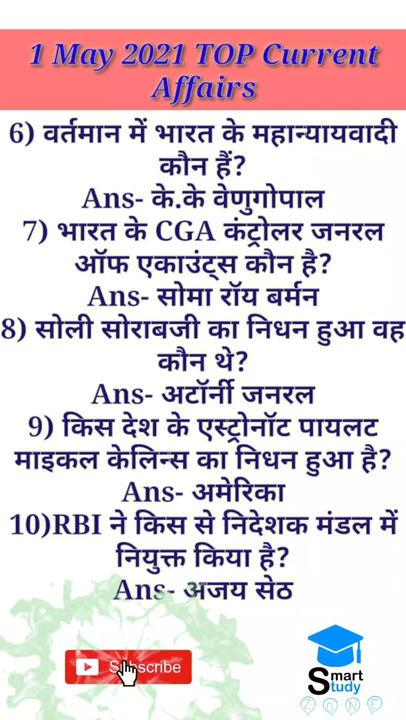 1 May 2021 TOP Current
Affairs
6) वर्तमान में भारत के महान्यायवादी
कौन हैं?
Ans- के.के वेणुगोपाल
7) भारत के CGA कंट्रोलर जनरल
ऑफ एकाउंट्स कौन है?
Ans- सोमा रॉय बर्मन
8) सोली सोराबजी का निधन हुआ वह
कौन थे?
Ans- अटॉर्नी जनरल
9) किस देश के एस्ट्रोनॉट पायलट
माइकल केलिन्स का निधन हुआ है?
Ans- अमेरिका
10)RBI ने किस से निदेशक मंडल में
नियुक्त किया है?
Ans- अजय सेठ
Subscribe
Smart
Study
ZONE